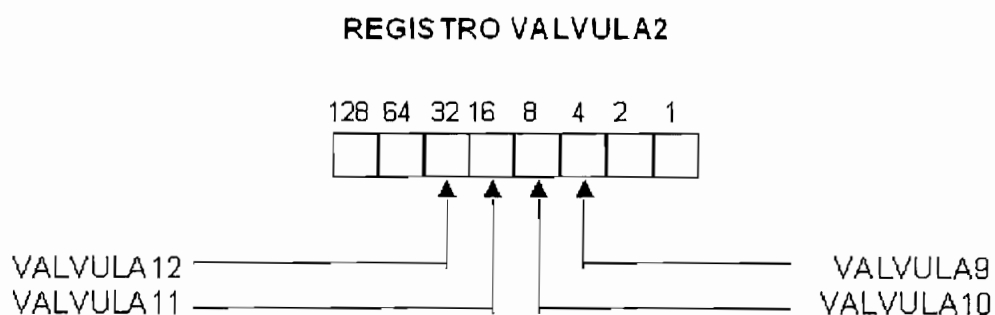 REGISTRO VALVULA2
128 64 32 16 8 4 2 1
VALVULA12 VALVULA9
VALVULA11 VALVULA10